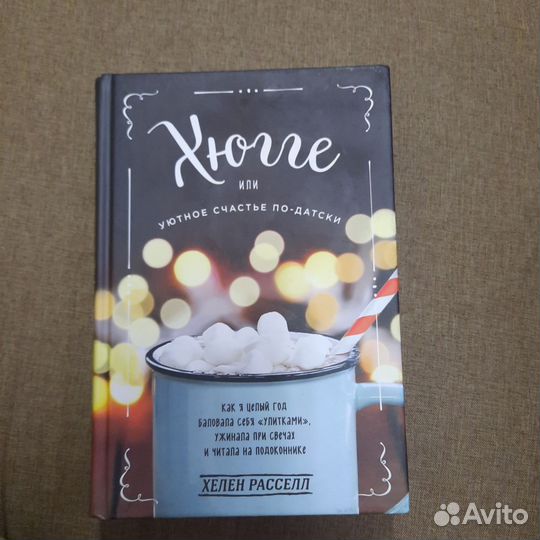 Хюгге
или
уютное счастье по-датски
как я целый год
баловала себя «улитками»,
ужинала при свечах
и читала на подоконнике
Хелен Расселл
Avito